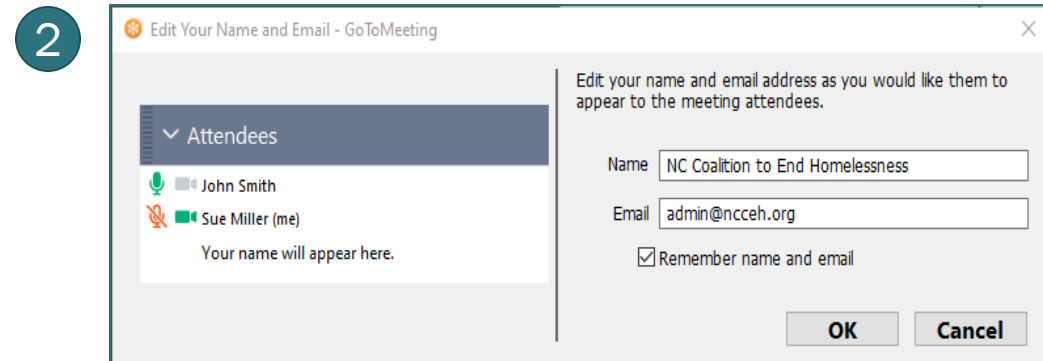 2
Edit Your Name and Email - GoToMeeting
Attendees
John Smith
Sue Miller (me)
Your name will appear here.
Edit your name and email address as you would like them to
appear to the meeting attendees.
Name NC Coalition to End Homelessness
Email admin@ncceh.org
Remember name and email
OK Cancel